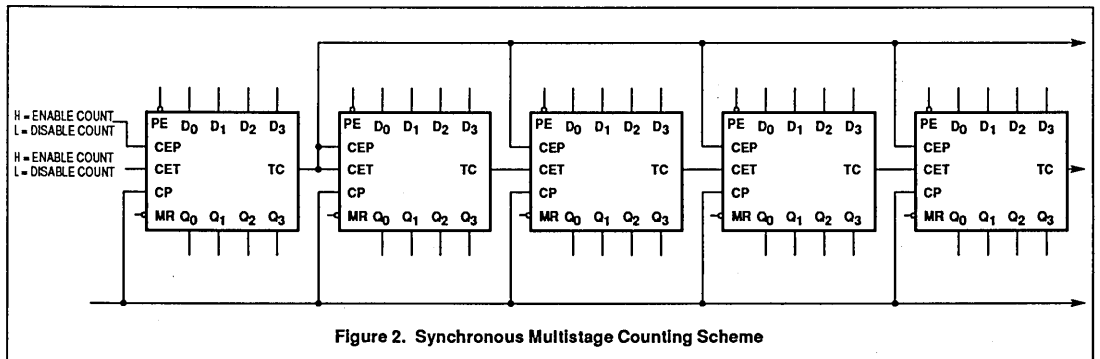 H = ENABLE COUNT
L = DISABLE COUNT
H = ENABLE COUNT
L = DISABLE COUNT
PE D0 D1 D2 D3
CEP
CET TC
CP
MR Q0 Q1 Q2 Q3
PE D0 D1 D2 D3
CEP
CET TC
CP
MR Q0 Q1 Q2 Q3
PE D0 D1 D2 D3
CEP
CET TC
CP
MR Q0 Q1 Q2 Q3
PE D0 D1 D2 D3
CEP
CET TC
CP
MR Q0 Q1 Q2 Q3
PE D0 D1 D2 D3
CEP
CET TC
CP
MR Q0 Q1 Q2 Q3
Figure 2. Synchronous Multistage Counting Scheme